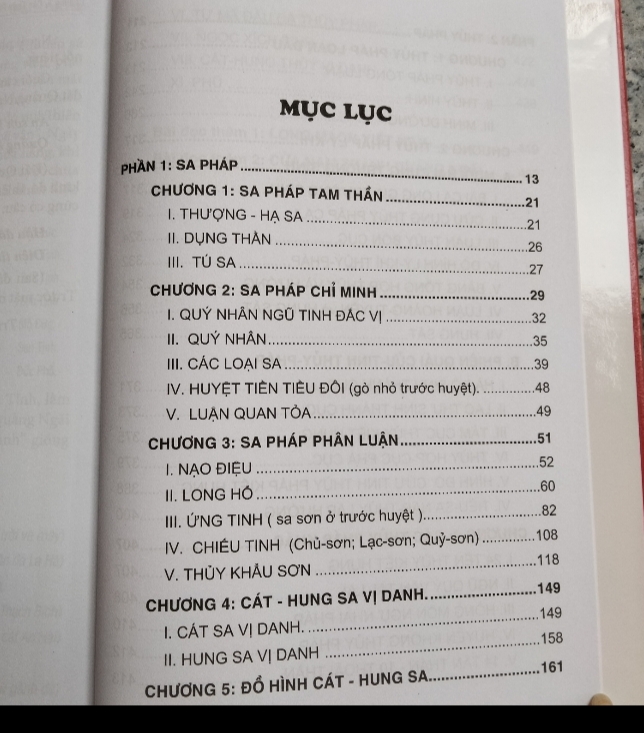 MỤC LỤC
PHẦN 1: SA PHÁP ........ 13
CHƯƠNG 1: SA PHÁP TAM THẦN ........ 21
I. THƯỢNG - HẠ SA ........ 21
II. DỤNG THẦN ........ 26
III. TÚ SA ........ 27
CHƯƠNG 2: SA PHÁP CHỈ MINH ........ 29
I. QUÝ NHÂN NGŨ TINH ĐẮC VỊ ........ 32
II. QUÝ NHÂN ........ 35
III. CÁC LOẠI SA ........ 39
IV. HUYỆT TIỀN TIÊU ĐÔI (gò nhỏ trước huyệt). ........ 48
V. LUẬN QUAN TỎA ........ 49
CHƯƠNG 3: SA PHÁP PHÂN LUẬN ........ 51
I. NẠO ĐIỆU ........ 52
II. LONG HỔ ........ 60
III. ỨNG TINH ( sa sơn ở trước huyệt ) ........ 82
IV. CHIẾU TINH (Chủ-sơn; Lạc-sơn; Quỷ-sơn) ........ 108
V. THỦY KHẨU SƠN ........ 118
CHƯƠNG 4: CÁT - HUNG SA VỊ DANH. ........ 149
I. CÁT SA VỊ DANH. ........ 149
II. HUNG SA VỊ DANH ........ 158
CHƯƠNG 5: ĐỒ HÌNH CÁT - HUNG SA ........ 161